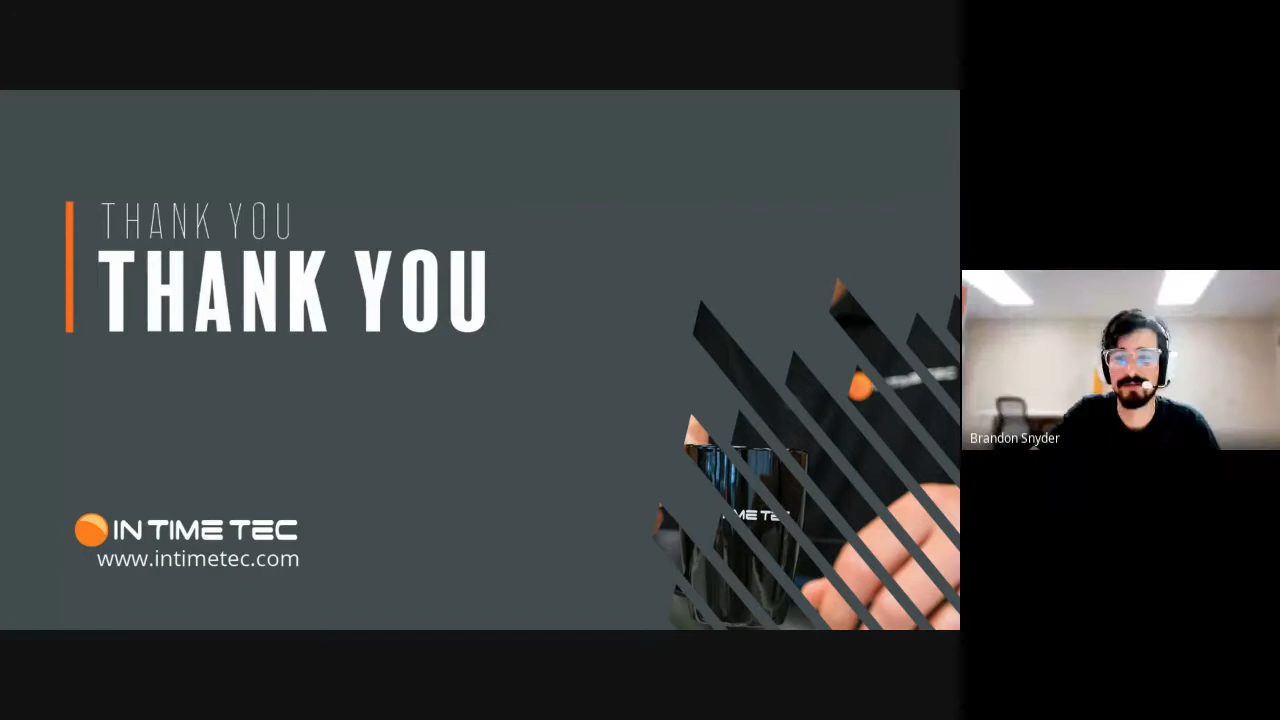 THANK YOU
THANK YOU
IN TIME TEC
www.intimetec.com
Brandon Snyder